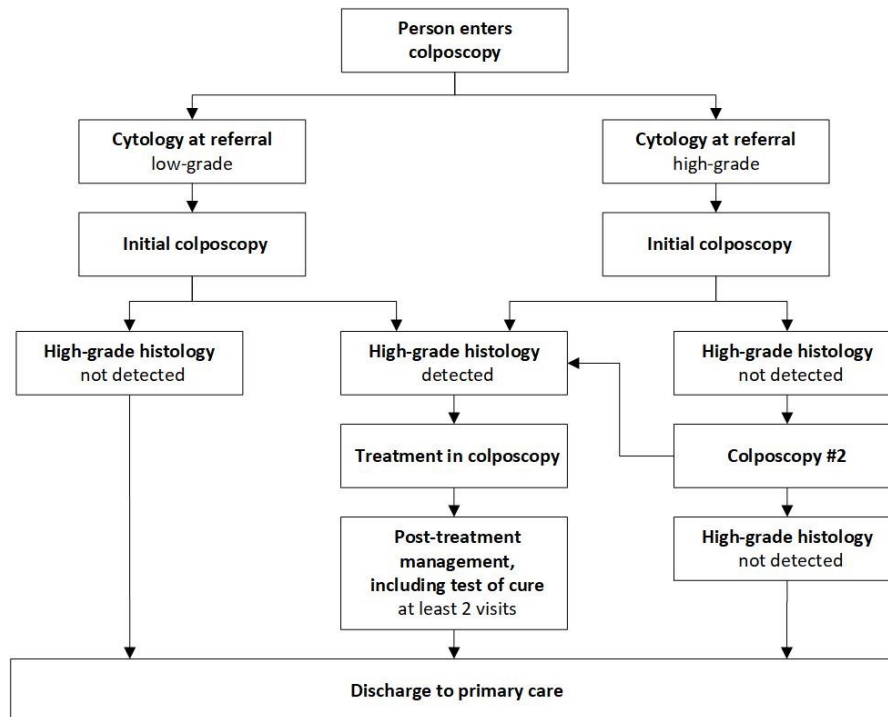 Person enters
colposcopy
Cytology at referral
low-grade
Cytology at referral
high-grade
Initial colposcopy
Initial colposcopy
High-grade histology
not detected
High-grade histology
detected
High-grade histology
not detected
Treatment in colposcopy
Colposcopy #2
Post-treatment
management,
including test of cure
at least 2 visits
High-grade histology
not detected
Discharge to primary care